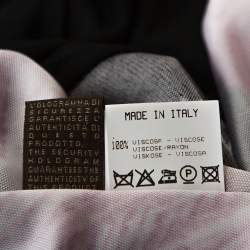 L'OLOGRAMMA DI
SICUREZZA
GARANTISCE L'
AUTENTICITÀ
DI QUESTO
PRODOTTO.
THE SECURITY
HOLOGRAM
GUARANTEES THE
AUTHENTICITY
OF THIS PRODUCT
MADE IN ITALY
100% VISCOSE - VISCOSE
VISCOSE-RAYON
VISKOSE - VISCOSA
P